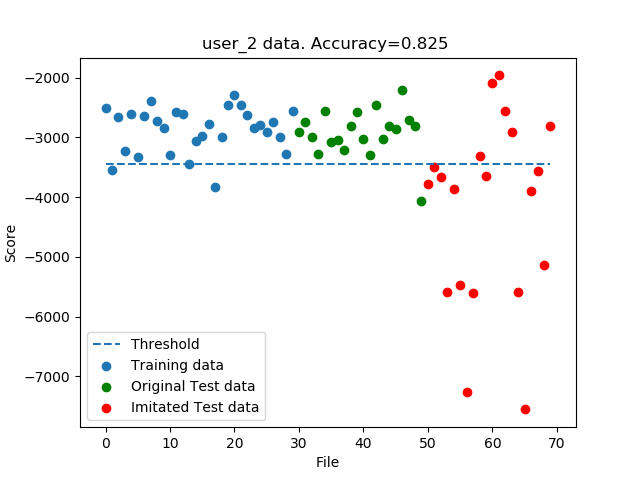 user_2 data. Accuracy=0.825
Score
−2000
−3000
−4000
−5000
−6000
−7000
Threshold
Training data
Original Test data
Imitated Test data
0 10 20 30 40 50 60 70
File